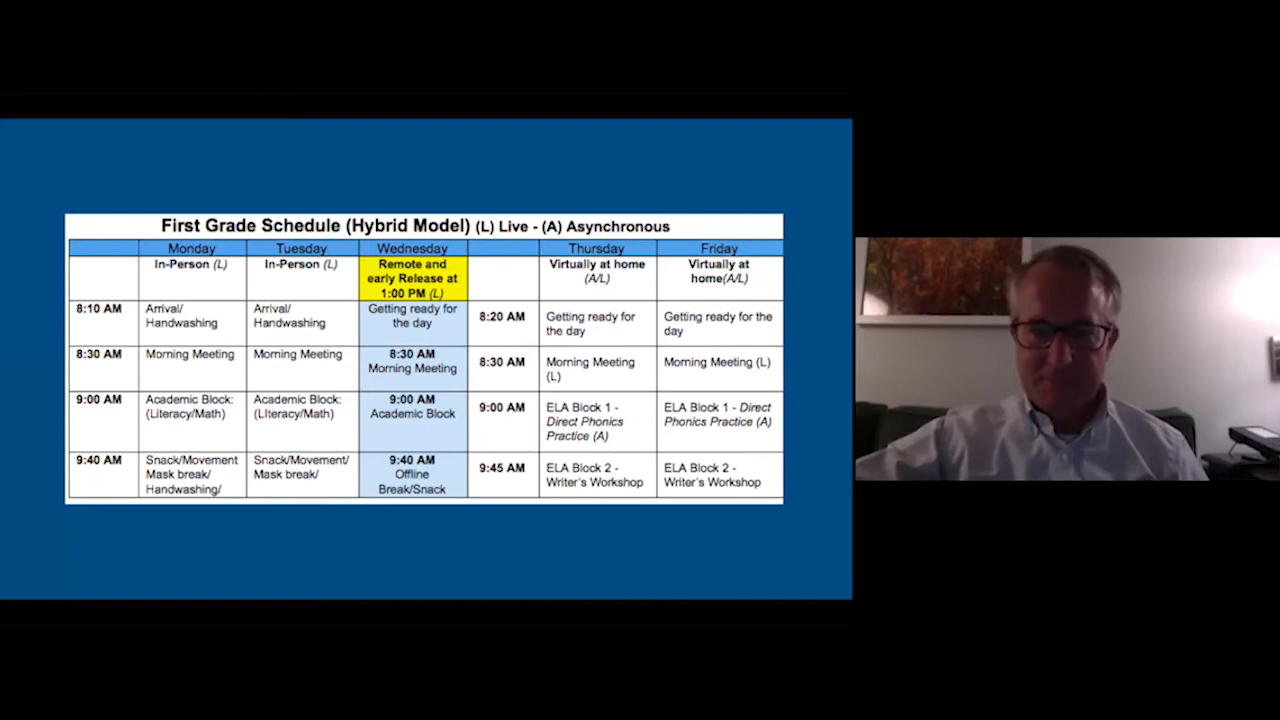 First Grade Schedule (Hybrid Model) (L) Live - (A) Asynchronous
Monday Tuesday Wednesday Thursday Friday
In-Person (L) In-Person (L) Remote and early Release at 1:00 PM (L) Virtually at home (A/L) Virtually at home(A/L)
8:10 AM Arrival/ Handwashing Arrival/ Handwashing Getting ready for the day 8:20 AM Getting ready for the day Getting ready for the day
8:30 AM Morning Meeting Morning Meeting 8:30 AM Morning Meeting 8:30 AM Morning Meeting (L) Morning Meeting (L)
9:00 AM Academic Block: (Literacy/Math) Academic Block: (LIteracy/Math) 9:00 AM Academic Block 9:00 AM ELA Block 1 - Direct Phonics Practice (A) ELA Block 1 - Direct Phonics Practice (A)
9:40 AM Snack/Movement Mask break/ Handwashing/ Snack/Movement/ Mask break/ 9:40 AM Offline Break/Snack 9:45 AM ELA Block 2 - Writer's Workshop ELA Block 2 - Writer's Workshop